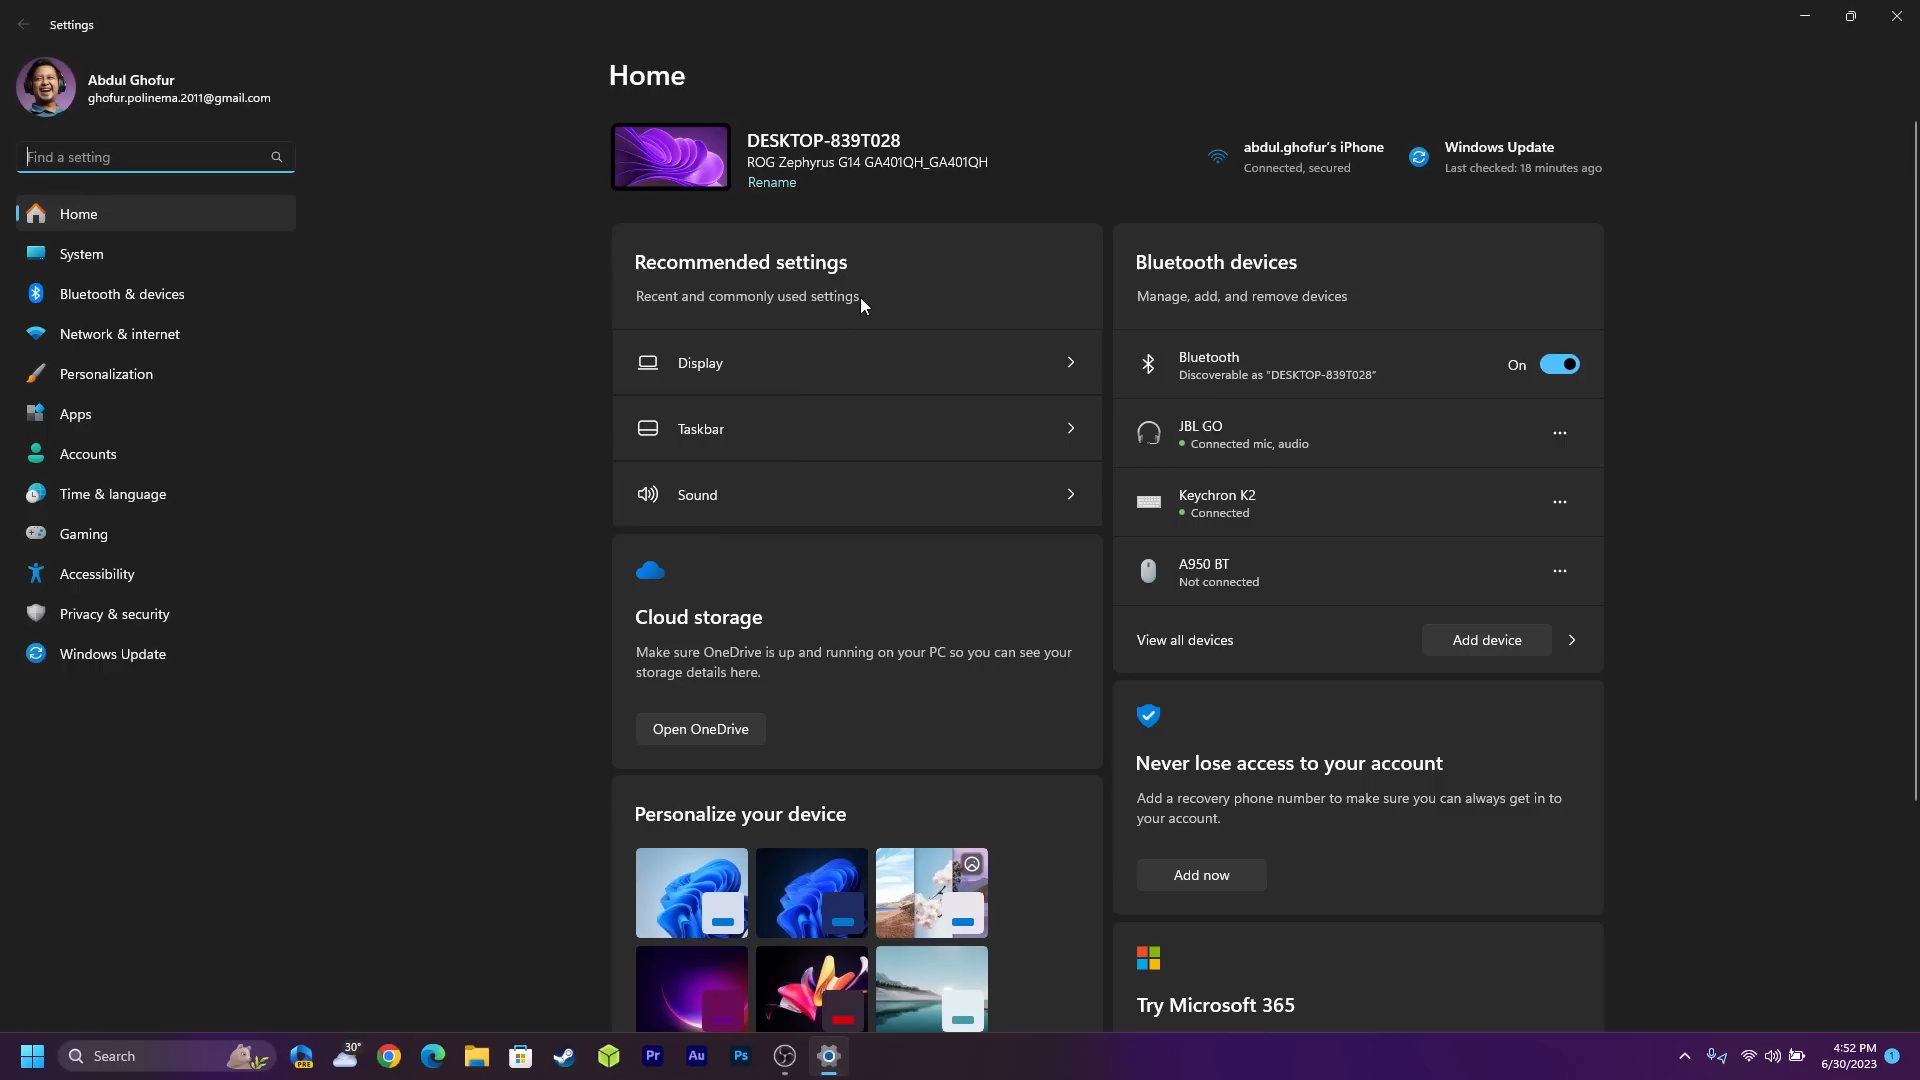 Settings
Abdul Ghofur
ghofur.polinema.2011@gmail.com
Find a setting
Home
System
Bluetooth & devices
Network & internet
Personalization
Apps
Accounts
Time & language
Gaming
Accessibility
Privacy & security
Windows Update
Home
DESKTOP-839T028
ROG Zephyrus G14 GA401QH_GA401QH
Rename
abdul.ghofur's iPhone
Connected, secured
Windows Update
Last checked: 18 minutes ago
Recommended settings
Recent and commonly used settings
Display
Taskbar
Sound
Cloud storage
Make sure OneDrive is up and running on your PC so you can see your
storage details here.
Open OneDrive
Personalize your device
Bluetooth devices
Manage, add, and remove devices
Bluetooth
Discoverable as "DESKTOP-839T028"
On
JBL GO
Connected mic, audio
Keychron K2
Connected
A950 BT
Not connected
View all devices
Add device
Never lose access to your account
Add a recovery phone number to make sure you can always get in to
your account.
Add now
Try Microsoft 365
Search
PRE
30°
Pr
Au
Ps
4:52 PM
6/30/2023
1